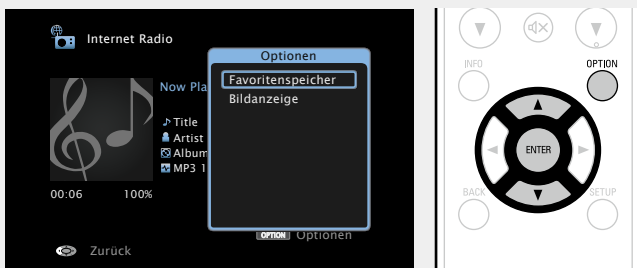 Internet Radio
Optionen
Favoritenspeicher
Bildanzeige
Now Pla
Title
Artist
Album
MP3 1
00:06 100%
OPTION Optionen
Zurück
INFO
OPTION
ENTER
BACK
SETUP